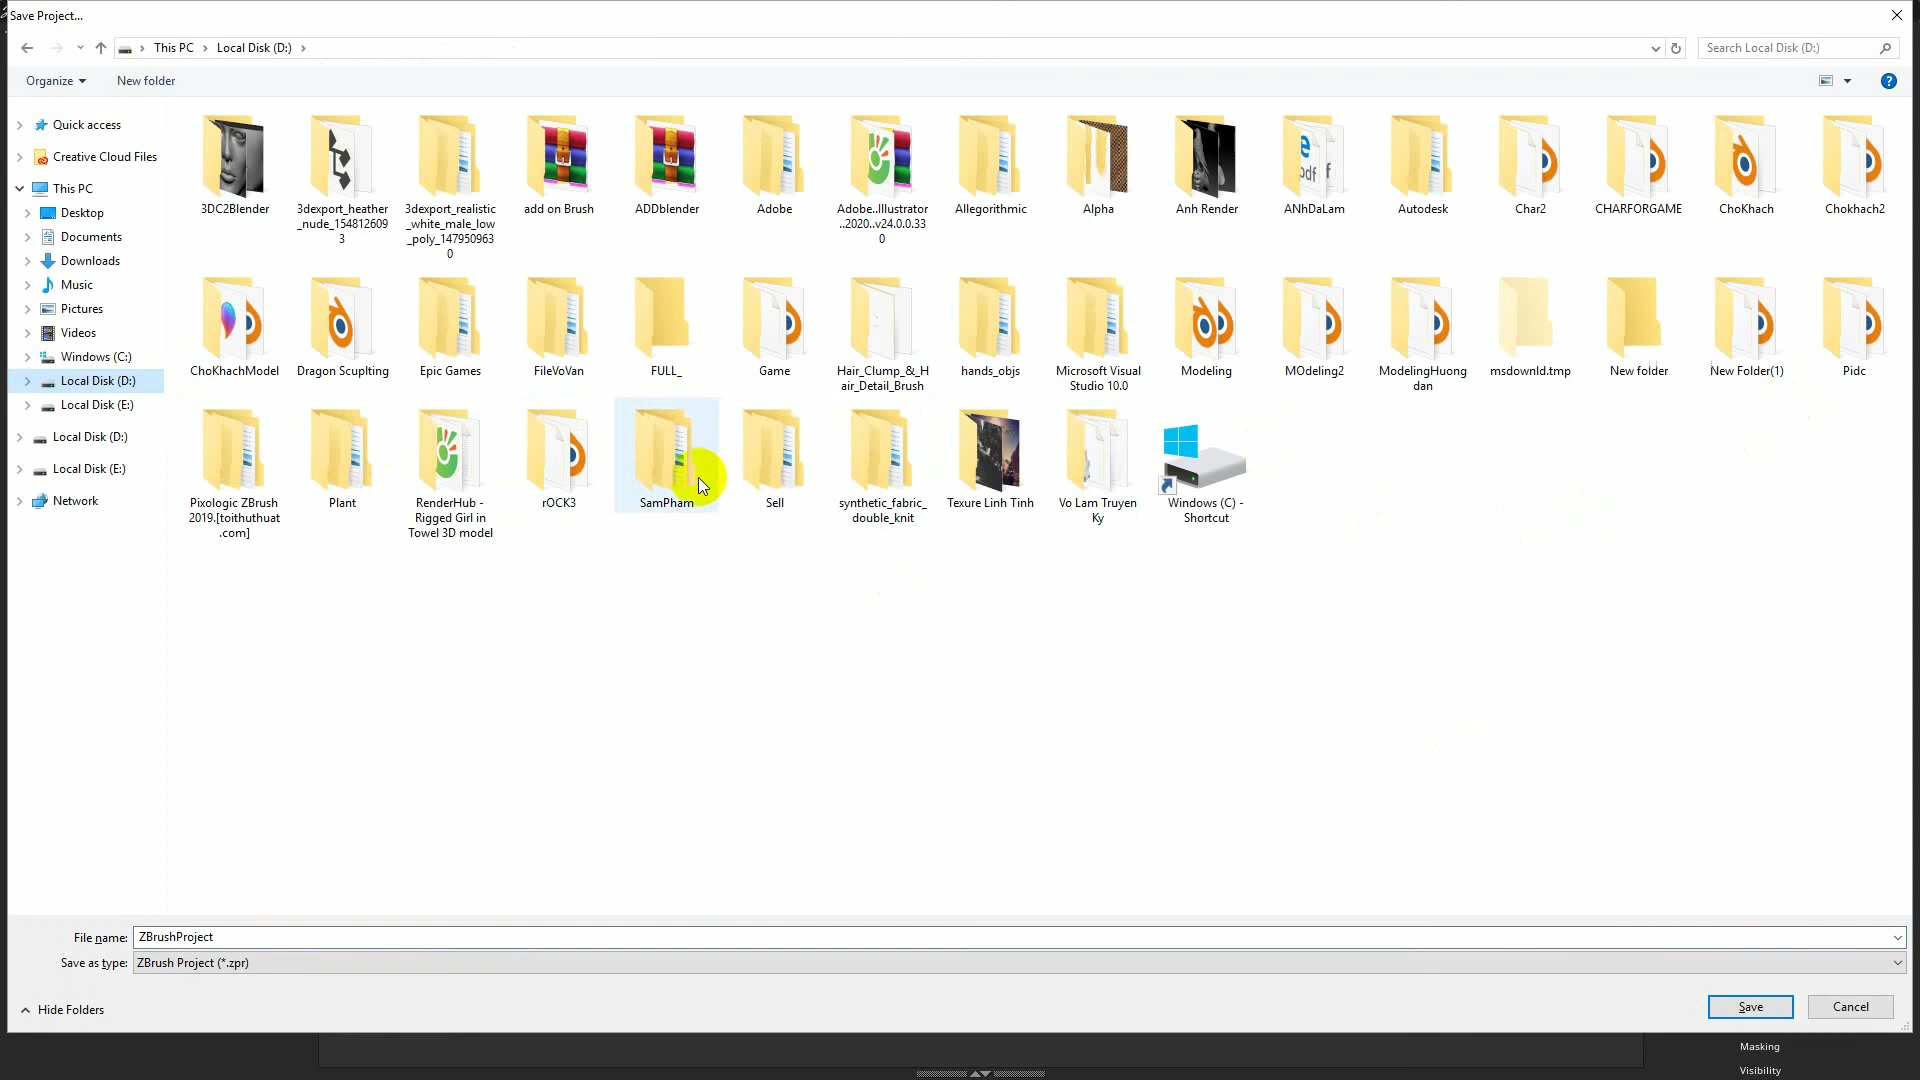 Save Project...
This PC
Local Disk (D:)
Search Local Disk (D:)
Organize
New folder
?
Quick access
Creative Cloud Files
This PC
Desktop
Documents
Downloads
Music
Pictures
Videos
Windows (C:)
Local Disk (D:)
Local Disk (E:)
Local Disk (D:)
Local Disk (E:)
Network
3DC2Blender
3dexport_heather
_nude_154812609
3
3dexport_realistic
_white_male_low
_poly_147950963
0
add on Brush
ADDblender
Adobe
Adobe..Illustrator
..2020..v24.0.0.33
0
Allegorithmic
Alpha
Anh Render
ANhDaLam
Autodesk
Char2
CHARFORGAME
ChoKhach
Chokhach2
ChoKhachModel
Dragon Scuplting
Epic Games
FileVoVan
FULL_
Game
Hair_Clump_&_H
air_Detail_Brush
hands_objs
Microsoft Visual
Studio 10.0
Modeling
MOdeling2
ModelingHuong
dan
msdownld.tmp
New folder
New Folder(1)
Pidc
Pixologic ZBrush
2019.[toithuthuat
.com]
Plant
RenderHub -
Rigged Girl in
Towel 3D model
rOCK3
SamPham
Sell
synthetic_fabric_
double_knit
Texure Linh Tinh
Vo Lam Truyen
Ky
Windows (C) -
Shortcut
File name:
ZBrushProject
Save as type:
ZBrush Project (*.zpr)
Hide Folders
Save
Cancel
Masking
Visibility